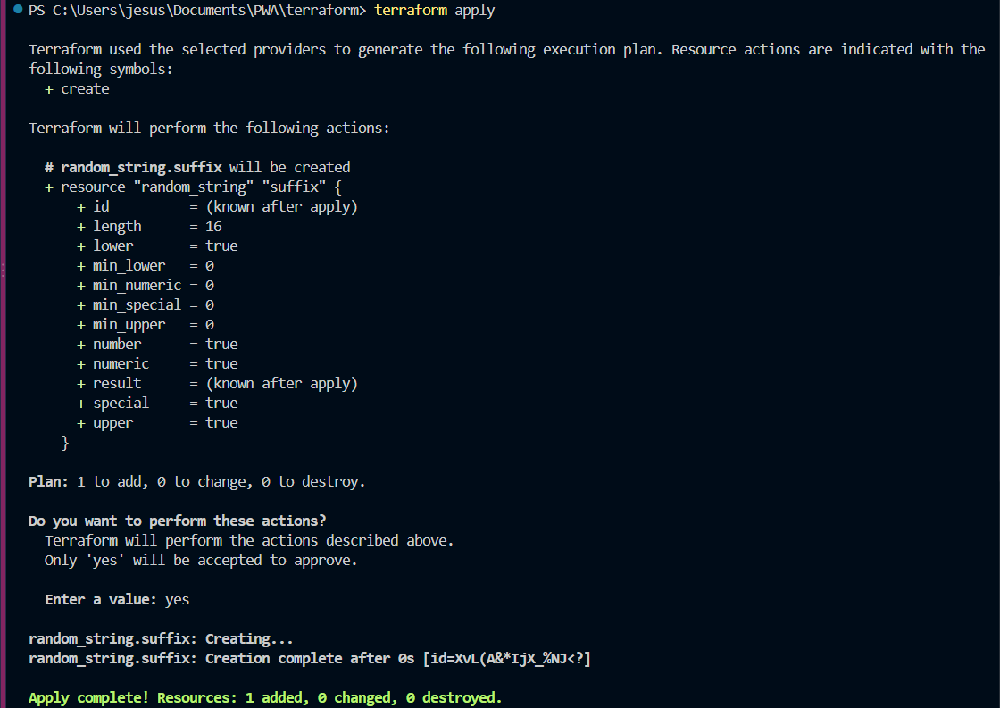 PS C:\Users\jesus\Documents\PWA\terraform> terraform apply
Terraform used the selected providers to generate the following execution plan. Resource actions are indicated with the
following symbols:
  + create
Terraform will perform the following actions:
  # random_string.suffix will be created
  + resource "random_string" "suffix" {
      + id          = (known after apply)
      + length      = 16
      + lower       = true
      + min_lower   = 0
      + min_numeric = 0
      + min_special = 0
      + min_upper   = 0
      + number      = true
      + numeric     = true
      + result      = (known after apply)
      + special     = true
      + upper       = true
    }
Plan: 1 to add, 0 to change, 0 to destroy.
Do you want to perform these actions?
  Terraform will perform the actions described above.
  Only 'yes' will be accepted to approve.
  Enter a value: yes
random_string.suffix: Creating...
random_string.suffix: Creation complete after 0s [id=XvL(A&*IjX_%NJ<?]
Apply complete! Resources: 1 added, 0 changed, 0 destroyed.